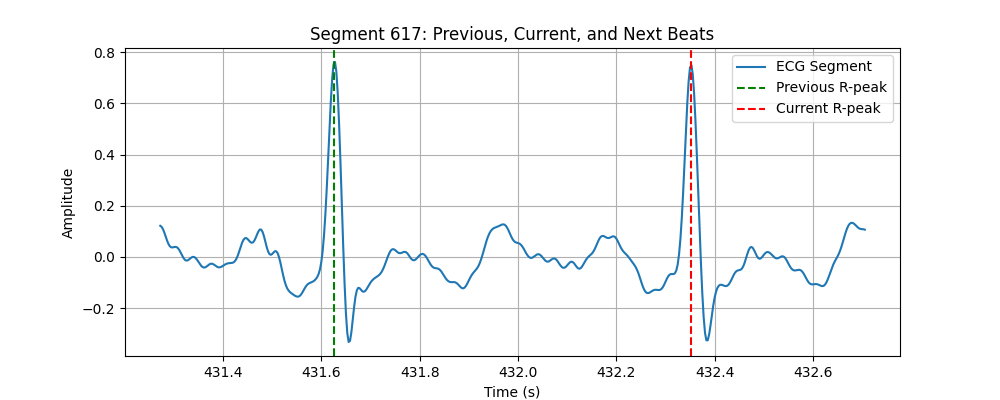 Segment 617: Previous, Current, and Next Beats
ECG Segment
Previous R-peak
Current R-peak
0.8
0.6
0.4
0.2
0.0
−0.2
Amplitude
431.4 431.6 431.8 432.0 432.2 432.4 432.6
Time (s)